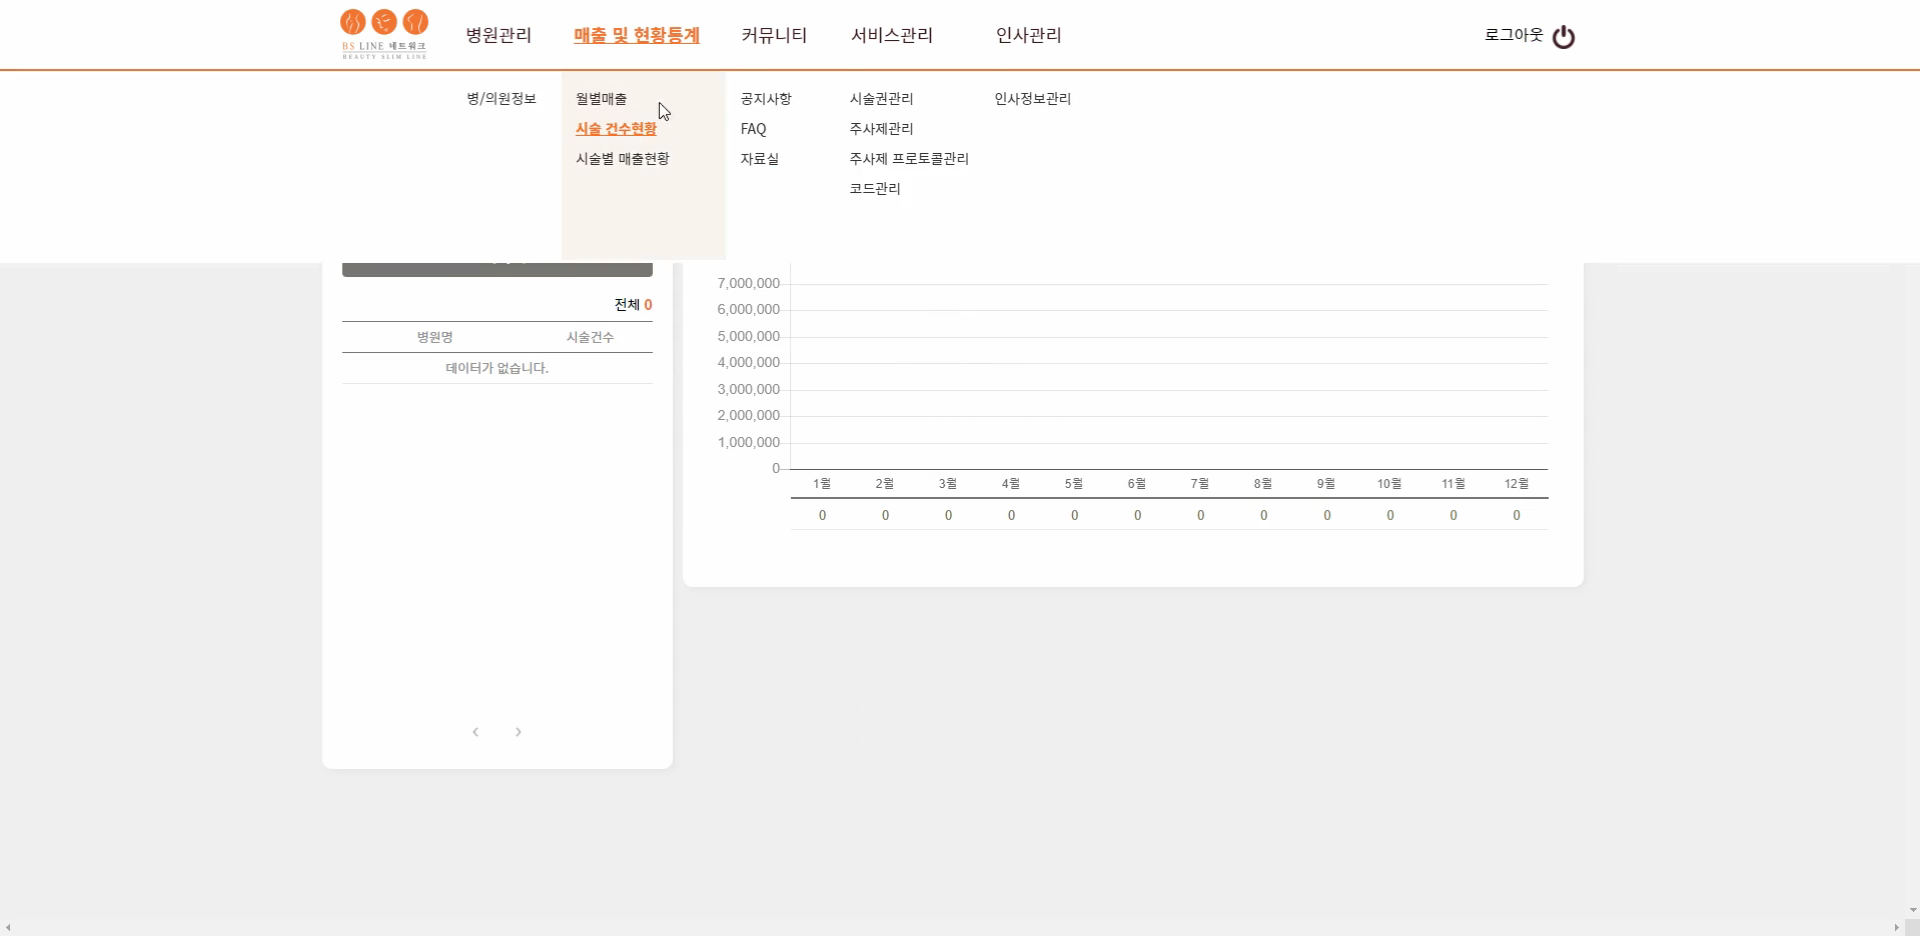 BS LINE 네트워크
BEAUTY SLIM LINE
병원관리 매출 및 현황통계 커뮤니티 서비스관리 인사관리 로그아웃
병/의원정보 월별매출 공지사항 시술권관리 인사정보관리
시술 건수현황 FAQ 주사제관리
시술별 매출현황 자료실 주사제 프로토콜관리
코드관리
전체 0
병원명 시술건수
데이터가 없습니다.
7,000,000
6,000,000
5,000,000
4,000,000
3,000,000
2,000,000
1,000,000
0
1월 2월 3월 4월 5월 6월 7월 8월 9월 10월 11월 12월
0 0 0 0 0 0 0 0 0 0 0 0